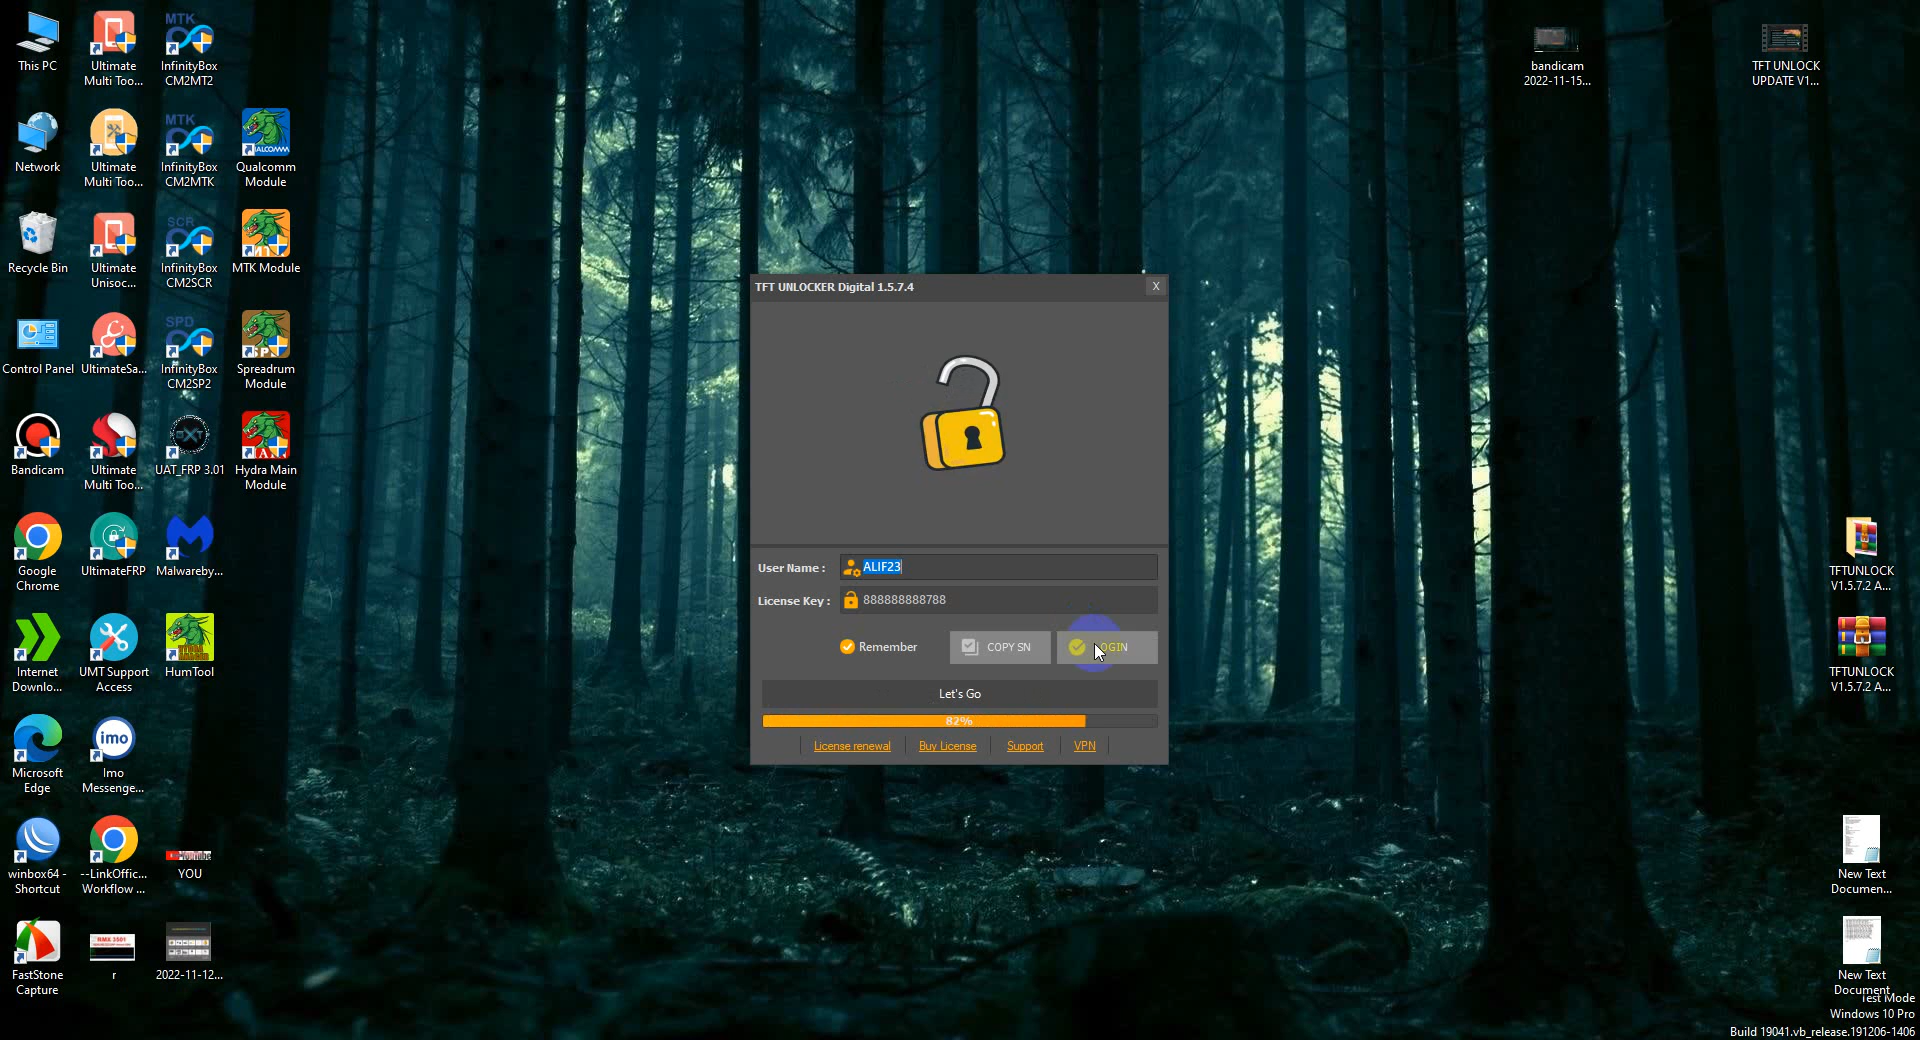 This PC
Ultimate
Multi Too...
MTK
InfinityBox
CM2MT2
Network
Ultimate
Multi Too...
MTK
InfinityBox
CM2MTK
Qualcomm
Module
Recycle Bin
Ultimate
Unisoc...
SCR
InfinityBox
CM2SCR
MTK Module
Control Panel
UltimateSa...
SPD
InfinityBox
CM2SP2
Spreadrum
Module
Bandicam
Ultimate
Multi Too...
UAT_FRP 3.01
Hydra Main
Module
Google
Chrome
UltimateFRP
Malwareby...
Internet
Downlo...
UMT Support
Access
HumTool
Microsoft
Edge
imo
Imo
Messenge...
winbox64 -
Shortcut
--LinkOffic...
Workflow ...
YOU
FastStone
Capture
RMX 3501
r
2022-11-12...
bandicam
2022-11-15...
TFT UNLOCK
UPDATE V1...
TFT UNLOCKER Digital 1.5.7.4
X
User Name :
ALIF23
License Key :
888888888788
Remember
COPY SN
Let's Go
82%
License renewal
Buy License
Support
VPN
TFTUNLOCK
V1.5.7.2 A...
TFTUNLOCK
V1.5.7.2 A...
New Text
Documen...
New Text
Document
Test Mode
Windows 10 Pro
Build 19041.vb_release.191206-1406